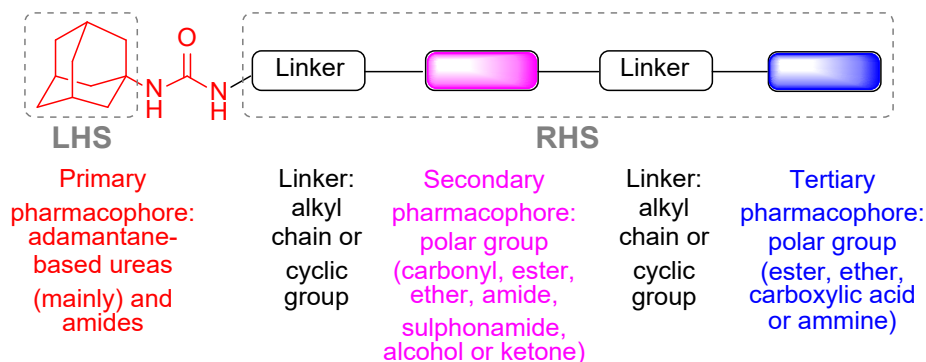 O
N
H
N
H
Linker
Linker
LHS
RHS
Primary
pharmacophore:
adamantane-
based ureas
(mainly) and
amides
Linker:
alkyl
chain or
cyclic
group
Secondary
pharmacophore:
polar group
(carbonyl, ester,
ether, amide,
sulphonamide,
alcohol or ketone)
Linker:
alkyl
chain or
cyclic
group
Tertiary
pharmacophore:
polar group
(ester, ether,
carboxylic acid
or ammine)